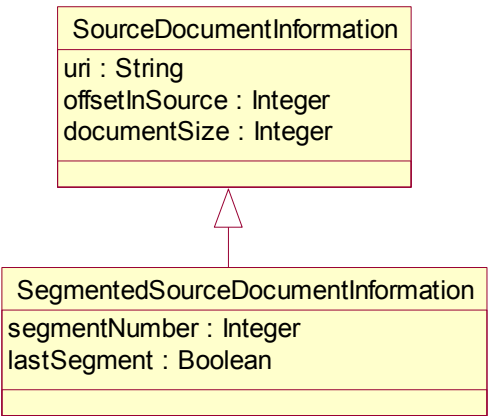 SourceDocumentInformation
uri : String
offsetInSource : Integer
documentSize : Integer
SegmentedSourceDocumentInformation
segmentNumber : Integer
lastSegment : Boolean